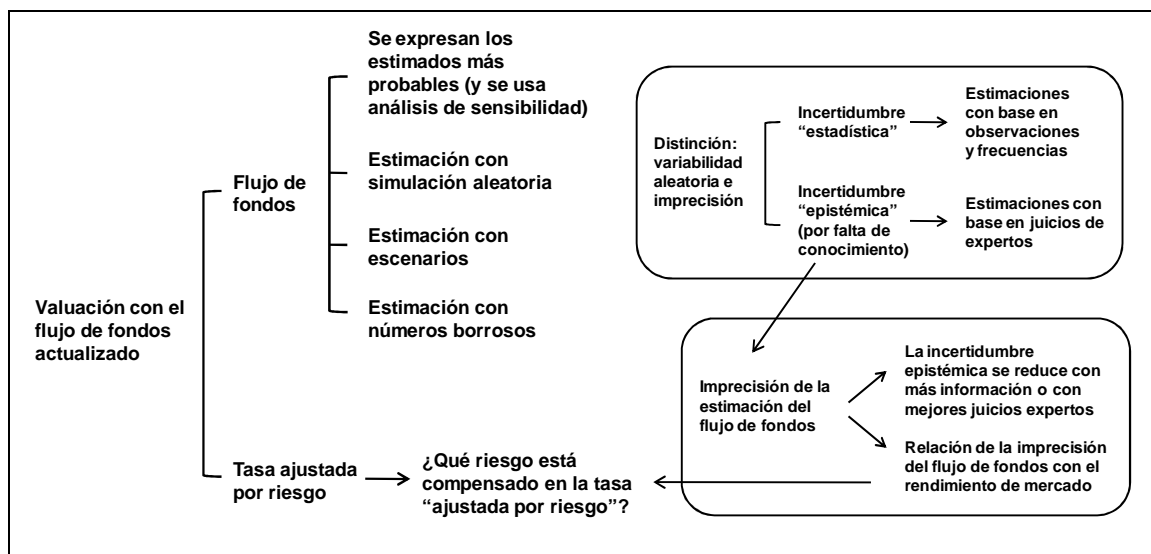 Se expresan los
estimados más
probables (y se usa
análisis de sensibilidad)
Flujo de
fondos
Estimación con
simulación aleatoria
Estimación con
escenarios
Estimación con
números borrosos
Valuación con el
flujo de fondos
actualizado
Tasa ajustada
por riesgo
¿Qué riesgo está
compensado en la tasa
“ajustada por riesgo”?
Distinción:
variabilidad
aleatoria e
imprecisión
Incertidumbre
“estadística”
Estimaciones
con base en
observaciones
y frecuencias
Incertidumbre
“epistémica”
(por falta de
conocimiento)
Estimaciones con
base en juicios de
expertos
Imprecisión de la
estimación del
flujo de fondos
La incertidumbre
epistémica se reduce con
más información o con
mejores juicios expertos
Relación de la imprecisión
del flujo de fondos con el
rendimiento de mercado